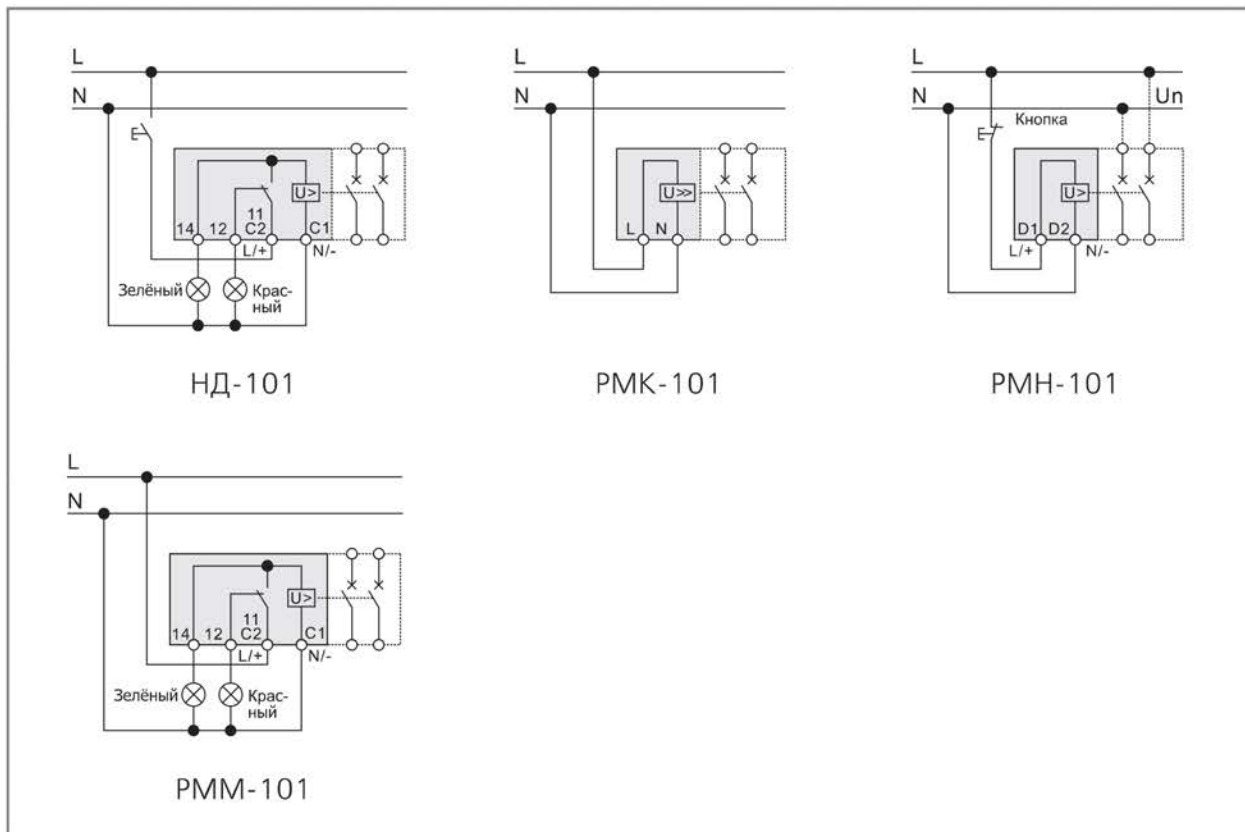 L
N
U>
11
14 12 C2 C1
L/+ N/-
Зелёный
Крас-
ный
НД-101
L
N
U>>
L N
РМК-101
L
N
Un
Кнопка
U>
D1 D2
L/+ N/-
РМН-101
L
N
U>
11
14 12 C2 C1
L/+ N/-
Зелёный
Крас-
ный
РММ-101